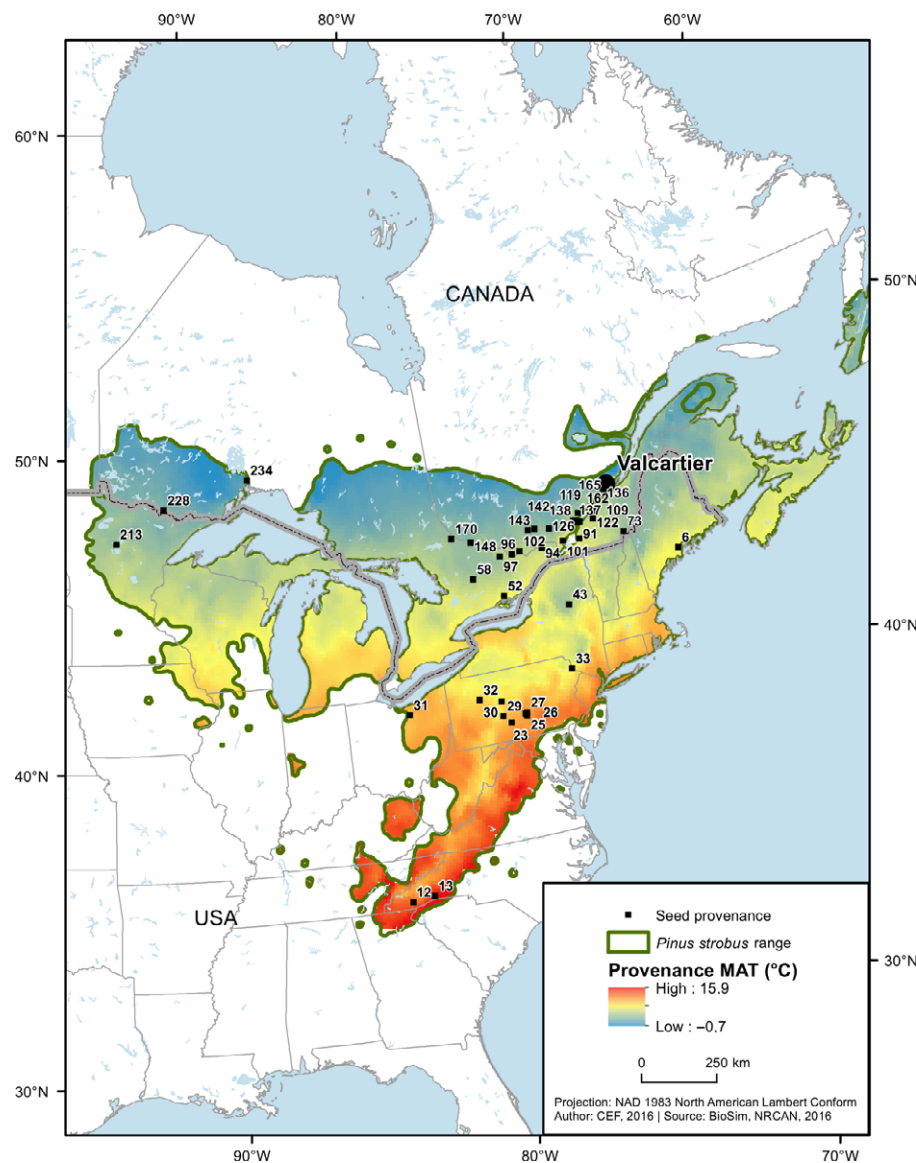 90°W 80°W 70°W 60°W
60°N
CANADA
50°N
50°N
Valcartier
234
165
136
119
162
228
142
138
137
109
213
170
143
126
122
73
148
96
102
91
6
97
94
101
58
52
43
40°N
33
32
29
27
31
30
26
25
23
40°N
12
13
USA
30°N
30°N
Seed provenance
Pinus strobus range
Provenance MAT (°C)
High : 15.9
Low : –0.7
0 250 km
Projection: NAD 1983 North American Lambert Conform
Author: CEF, 2016 | Source: BioSim, NRCAN, 2016
90°W 80°W 70°W